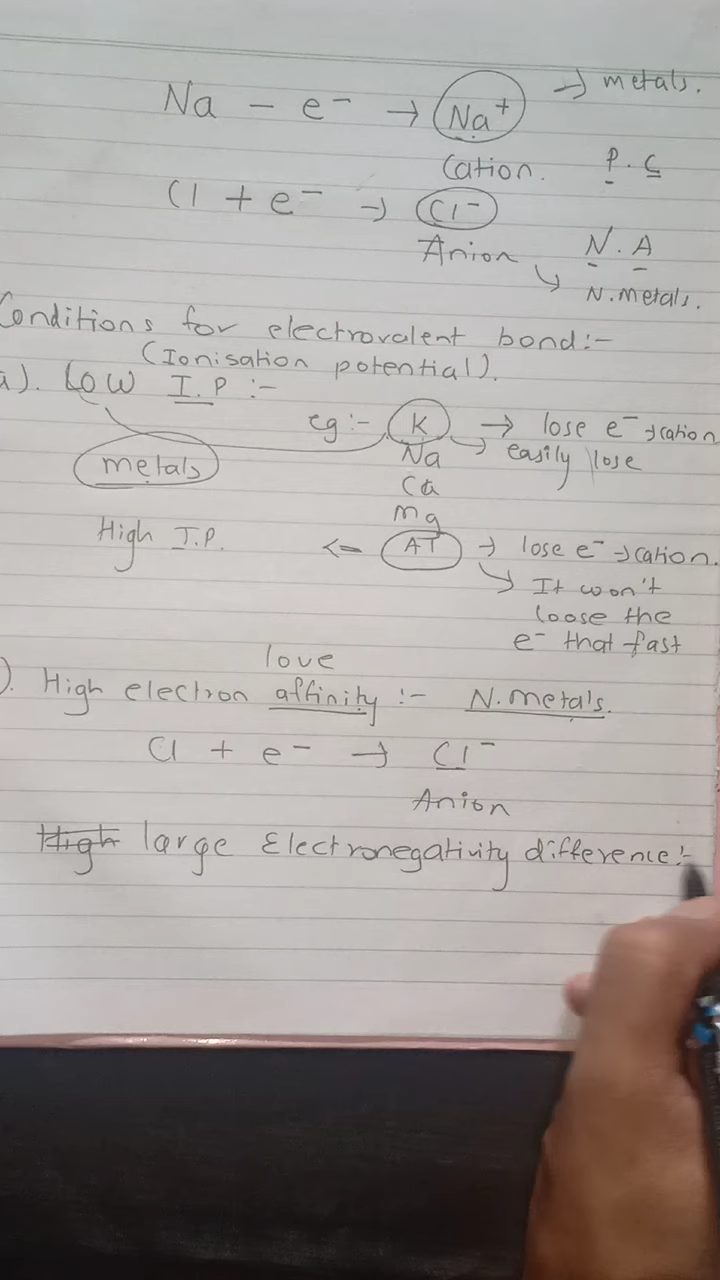 Na - e⁻ → Na⁺ → metals.
Cation. P.C
Cl + e⁻ → Cl⁻
Anion N.A
↳ N.metals.
Conditions for electrovalent bond:-
(Ionisation potential).
a). Low I.P :-
eg:- K → lose e⁻ → cation
metals Na → easily lose
Ca
Mg
High I.P. <= Al → lose e⁻ → cation.
→ It won't
loose the
e⁻ that fast
love
). High electron affinity :- N.metals.
Cl + e⁻ → Cl⁻
Anion
High large Electronegativity difference:-